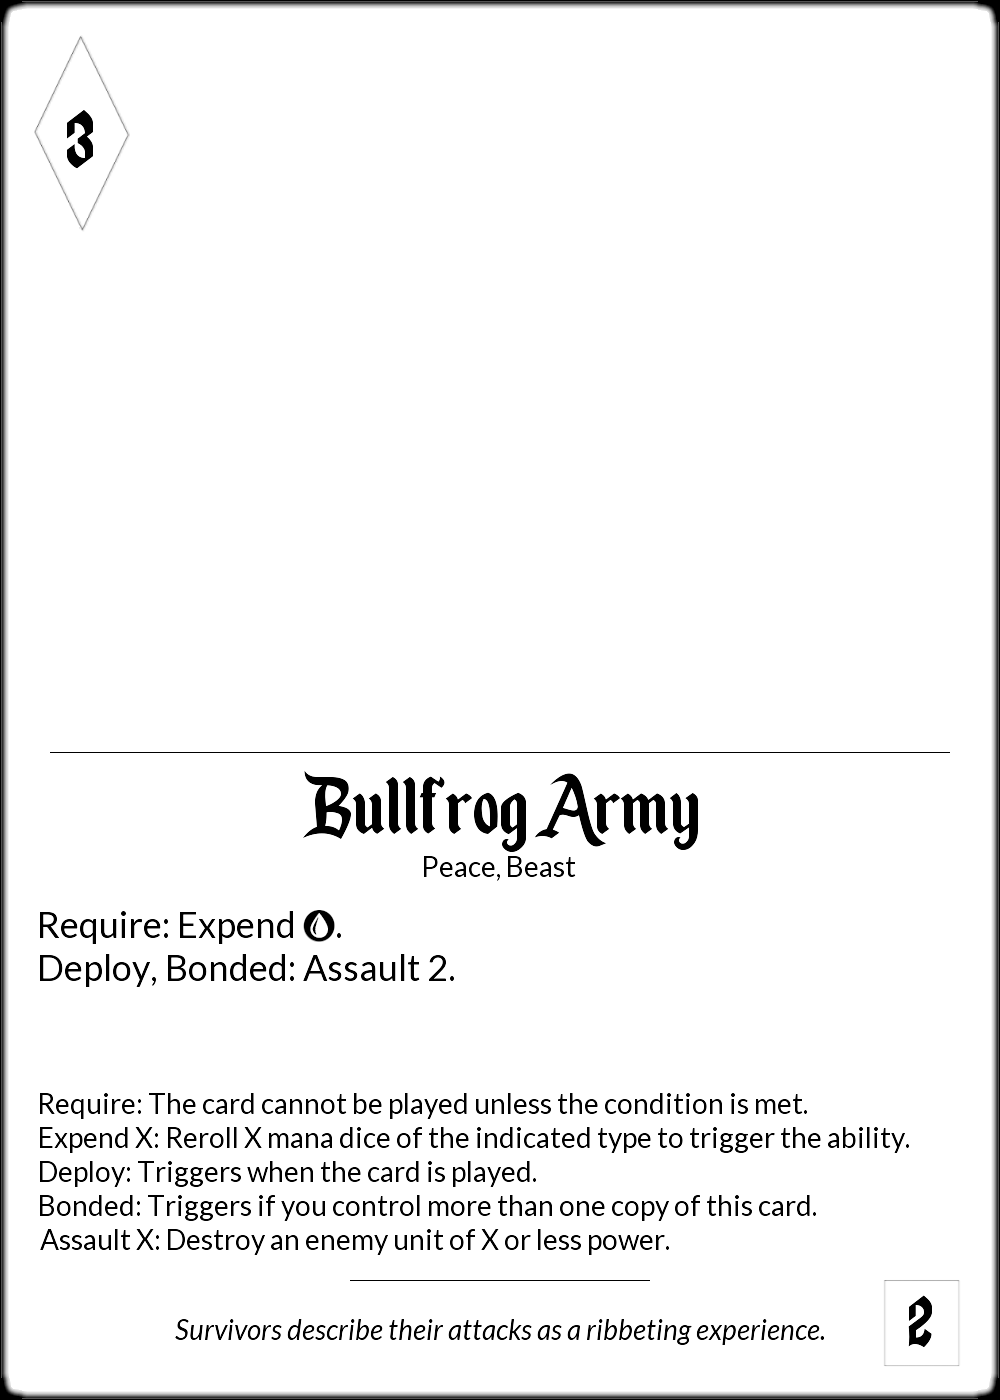 3
Bullfrog Army
Peace, Beast
Require: Expend .
Deploy, Bonded: Assault 2.
Require: The card cannot be played unless the condition is met.
Expend X: Reroll X mana dice of the indicated type to trigger the ability.
Deploy: Triggers when the card is played.
Bonded: Triggers if you control more than one copy of this card.
Assault X: Destroy an enemy unit of X or less power.
Survivors describe their attacks as a ribbeting experience.
2